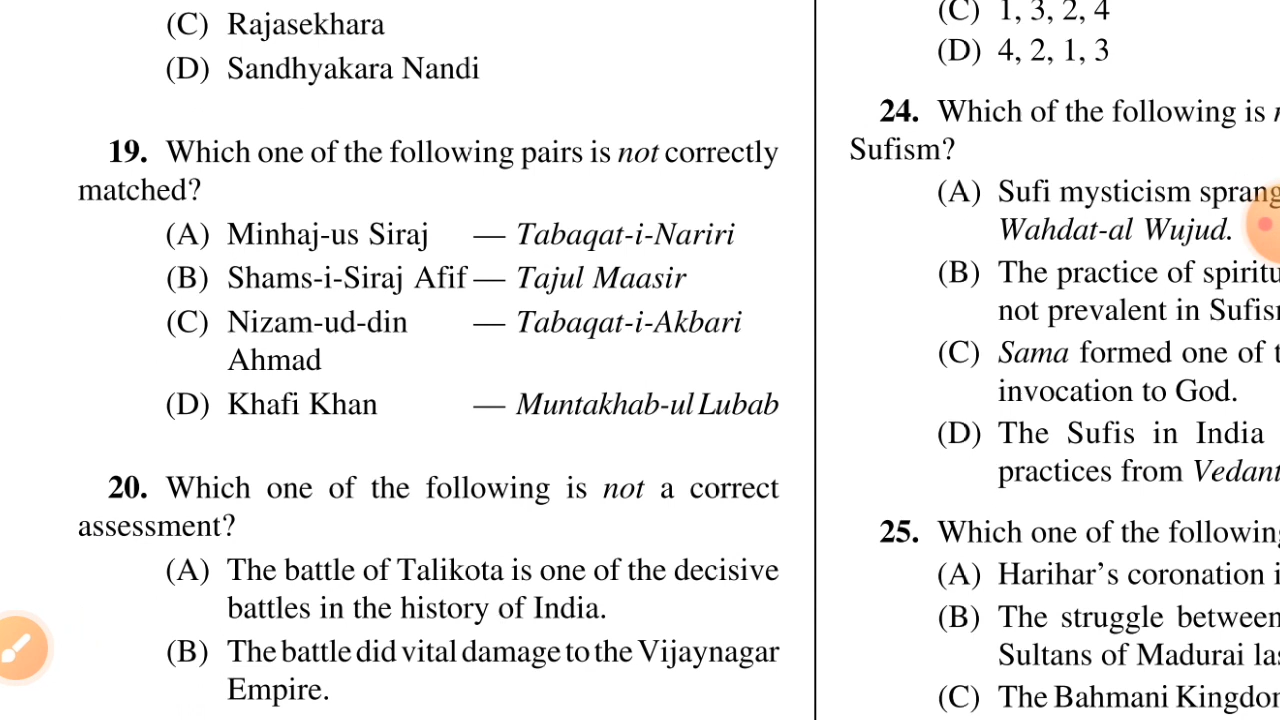 (C) Rajasekhara
(D) Sandhyakara Nandi
19. Which one of the following pairs is not correctly
matched?
(A) Minhaj-us Siraj — Tabaqat-i-Nariri
(B) Shams-i-Siraj Afif — Tajul Maasir
(C) Nizam-ud-din — Tabaqat-i-Akbari
Ahmad
(D) Khafi Khan — Muntakhab-ul Lubab
20. Which one of the following is not a correct
assessment?
(A) The battle of Talikota is one of the decisive
battles in the history of India.
(B) The battle did vital damage to the Vijaynagar
Empire.
(C) 1, 3, 2, 4
(D) 4, 2, 1, 3
24. Which of the following is
Sufism?
(A) Sufi mysticism sprang
Wahdat-al Wujud.
(B) The practice of spiritu
not prevalent in Sufis
(C) Sama formed one of t
invocation to God.
(D) The Sufis in India
practices from Vedant
25. Which one of the following
(A) Harihar's coronation i
(B) The struggle between
Sultans of Madurai las
(C) The Bahmani Kingdo